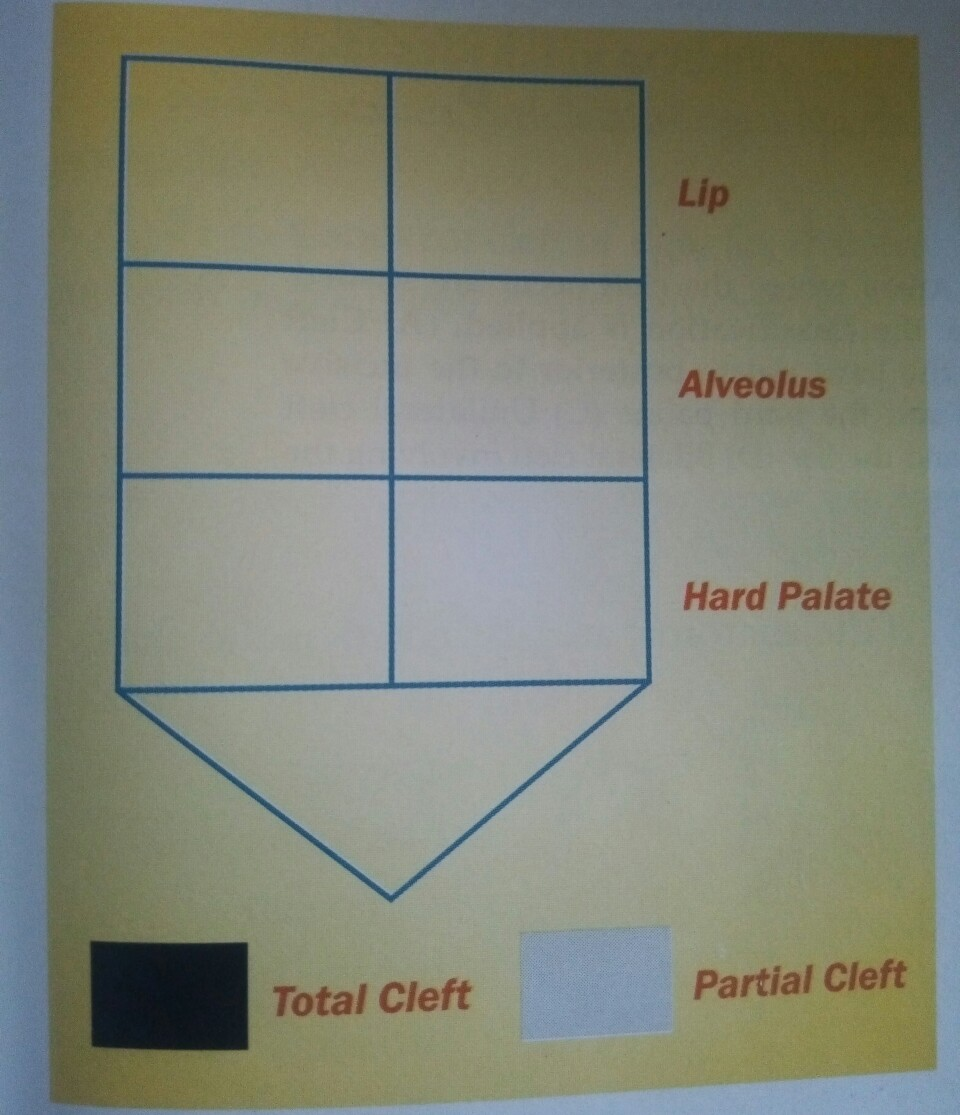 Lip
Alveolus
Hard Palate
Total Cleft
Partial Cleft